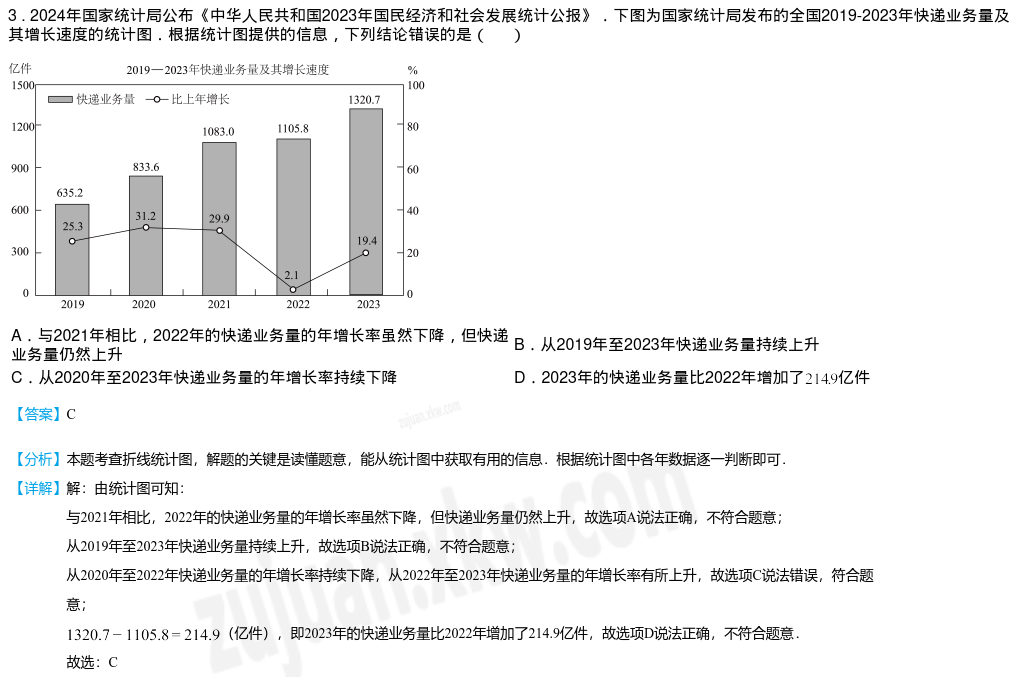 3．2024年国家统计局公布《中华人民共和国2023年国民经济和社会发展统计公报》．下图为国家统计局发布的全国2019-2023年快递业务量及
其增长速度的统计图．根据统计图提供的信息，下列结论错误的是（　　）
亿件
2019—2023年快递业务量及其增长速度
%
1500
100
快递业务量
比上年增长
1320.7
1200
80
1083.0
1105.8
900
833.6
60
635.2
600
40
25.3
31.2
29.9
19.4
300
20
2.1
0
0
2019
2020
2021
2022
2023
A．与2021年相比，2022年的快递业务量的年增长率虽然下降，但快递
业务量仍然上升
B．从2019年至2023年快递业务量持续上升
C．从2020年至2023年快递业务量的年增长率持续下降
D．2023年的快递业务量比2022年增加了214.9亿件
【答案】C
zujuan.xkw.com
【分析】本题考查折线统计图，解题的关键是读懂题意，能从统计图中获取有用的信息．根据统计图中各年数据逐一判断即可．
【详解】解：由统计图可知：
与2021年相比，2022年的快递业务量的年增长率虽然下降，但快递业务量仍然上升，故选项A说法正确，不符合题意；
从2019年至2023年快递业务量持续上升，故选项B说法正确，不符合题意；
从2020年至2022年快递业务量的年增长率持续下降，从2022年至2023年快递业务量的年增长率有所上升，故选项C说法错误，符合题
意；
1320.7－1105.8＝214.9（亿件），即2023年的快递业务量比2022年增加了214.9亿件，故选项D说法正确，不符合题意．
故选：C
zujuan.xkw.com